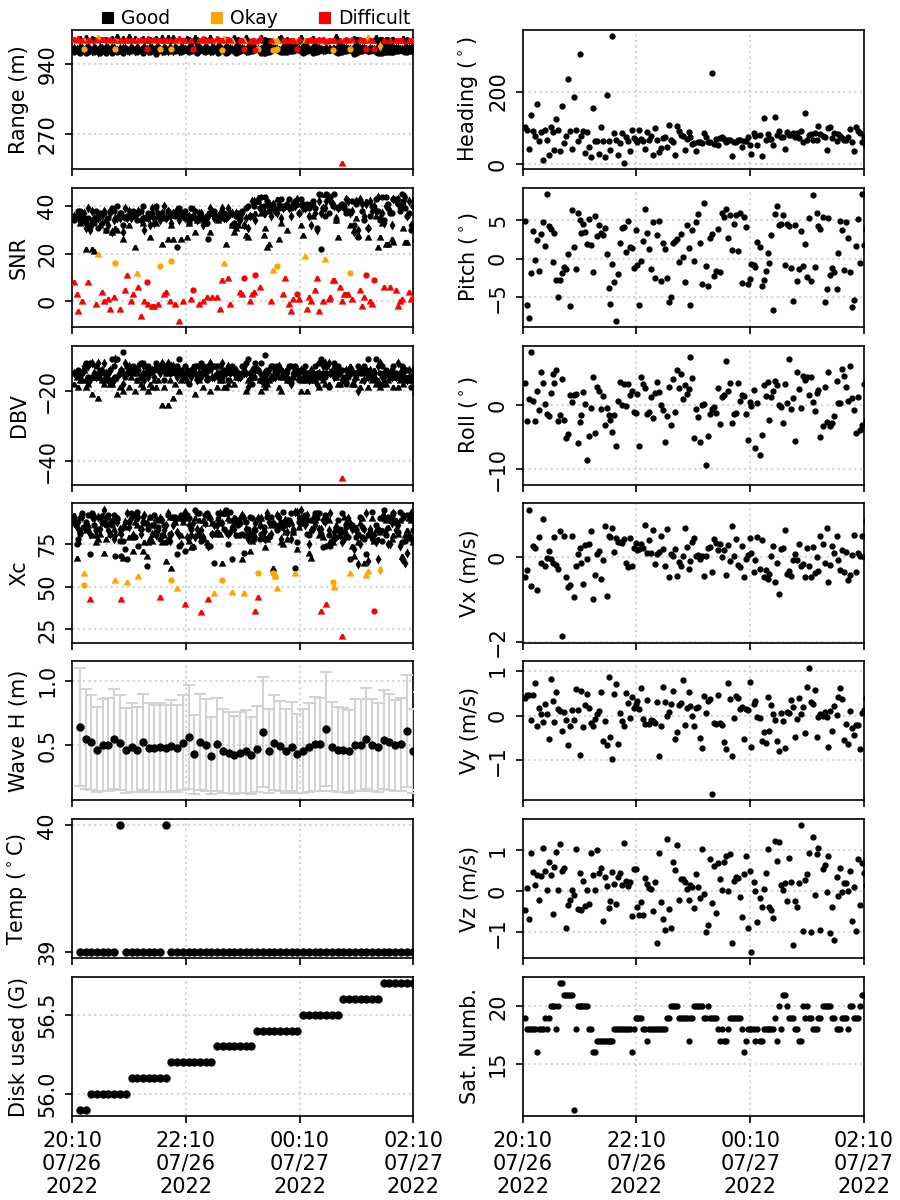 Good Okay Difficult
Range (m)
940
270
Heading (°)
200
0
SNR
40
20
0
Pitch (°)
5
0
−5
DBV
−20
−40
Roll (°)
0
−10
Xc
75
50
25
Vx (m/s)
0
−2
Wave H (m)
1.0
0.5
Vy (m/s)
1
0
−1
Temp (°C)
40
39
Vz (m/s)
1
0
−1
Disk used (G)
56.5
56.0
Sat. Numb.
20
15
20:10 22:10 00:10 02:10
07/26 07/26 07/27 07/27
2022 2022 2022 2022
20:10 22:10 00:10 02:10
07/26 07/26 07/27 07/27
2022 2022 2022 2022